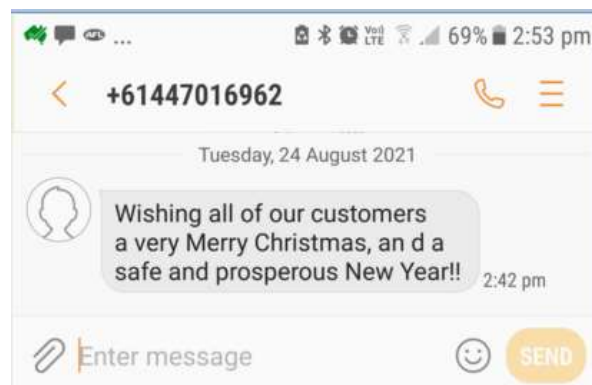 ... 69% 2:53 pm
+61447016962
Tuesday, 24 August 2021
Wishing all of our customers
a very Merry Christmas, an d a
safe and prosperous New Year!!
2:42 pm
Enter message
SEND